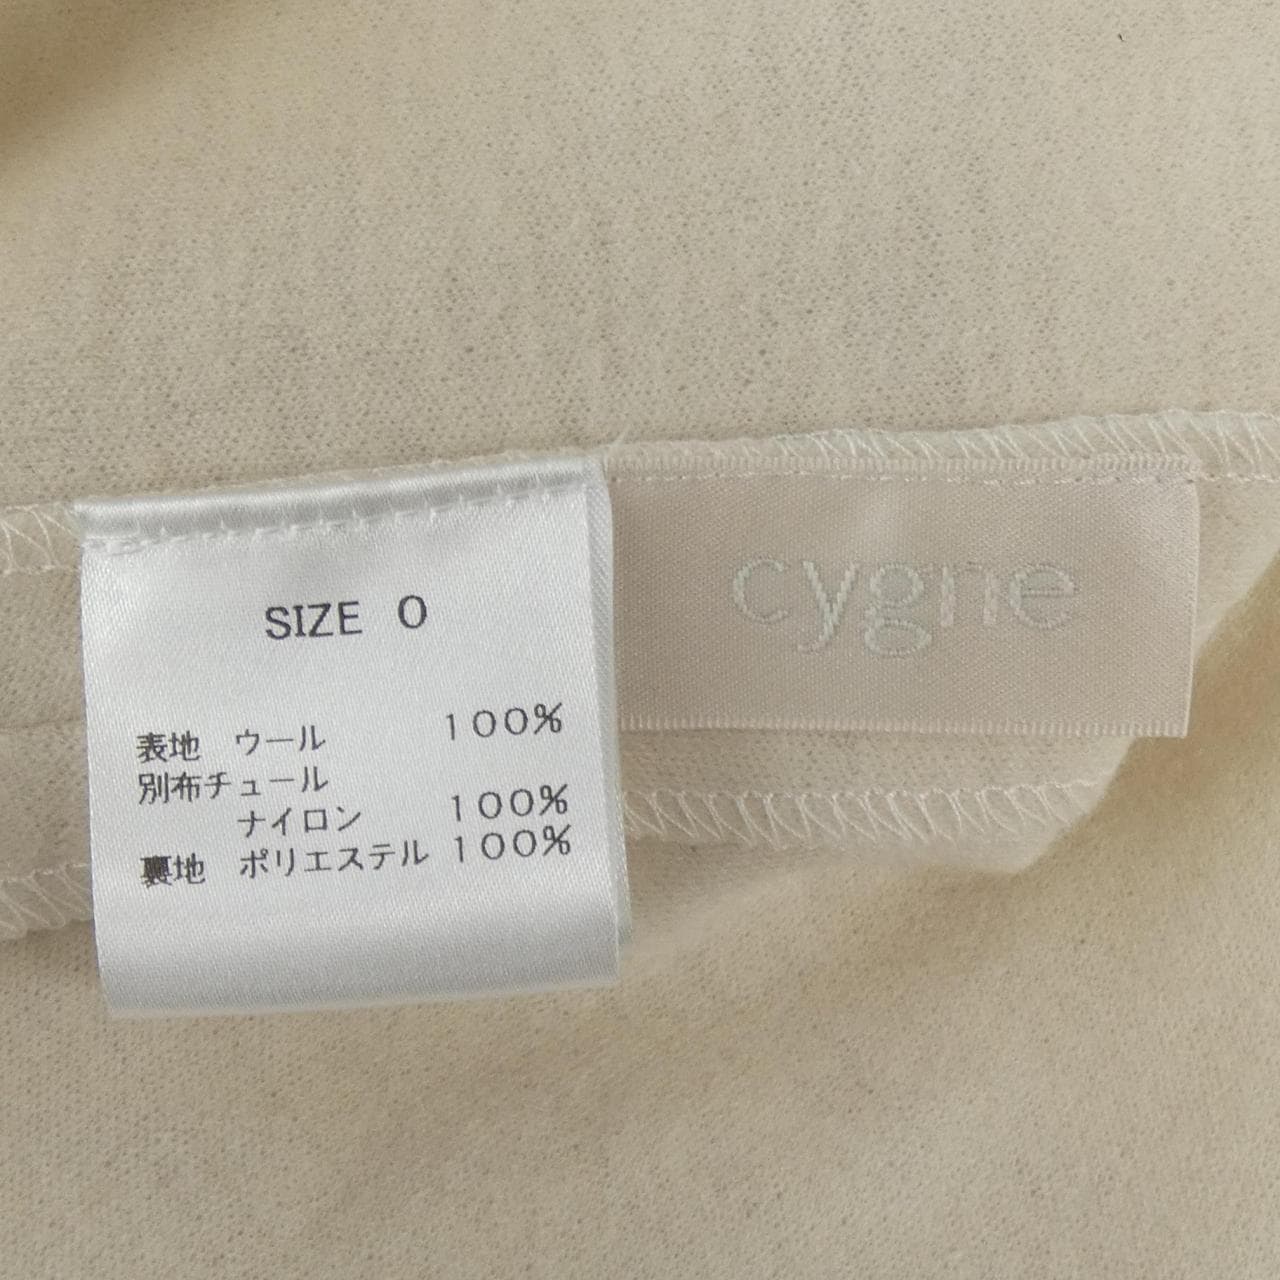 SIZE 0
表地 ウール 100%
別布チュール
ナイロン 100%
裏地 ポリエステル 100%
cygne